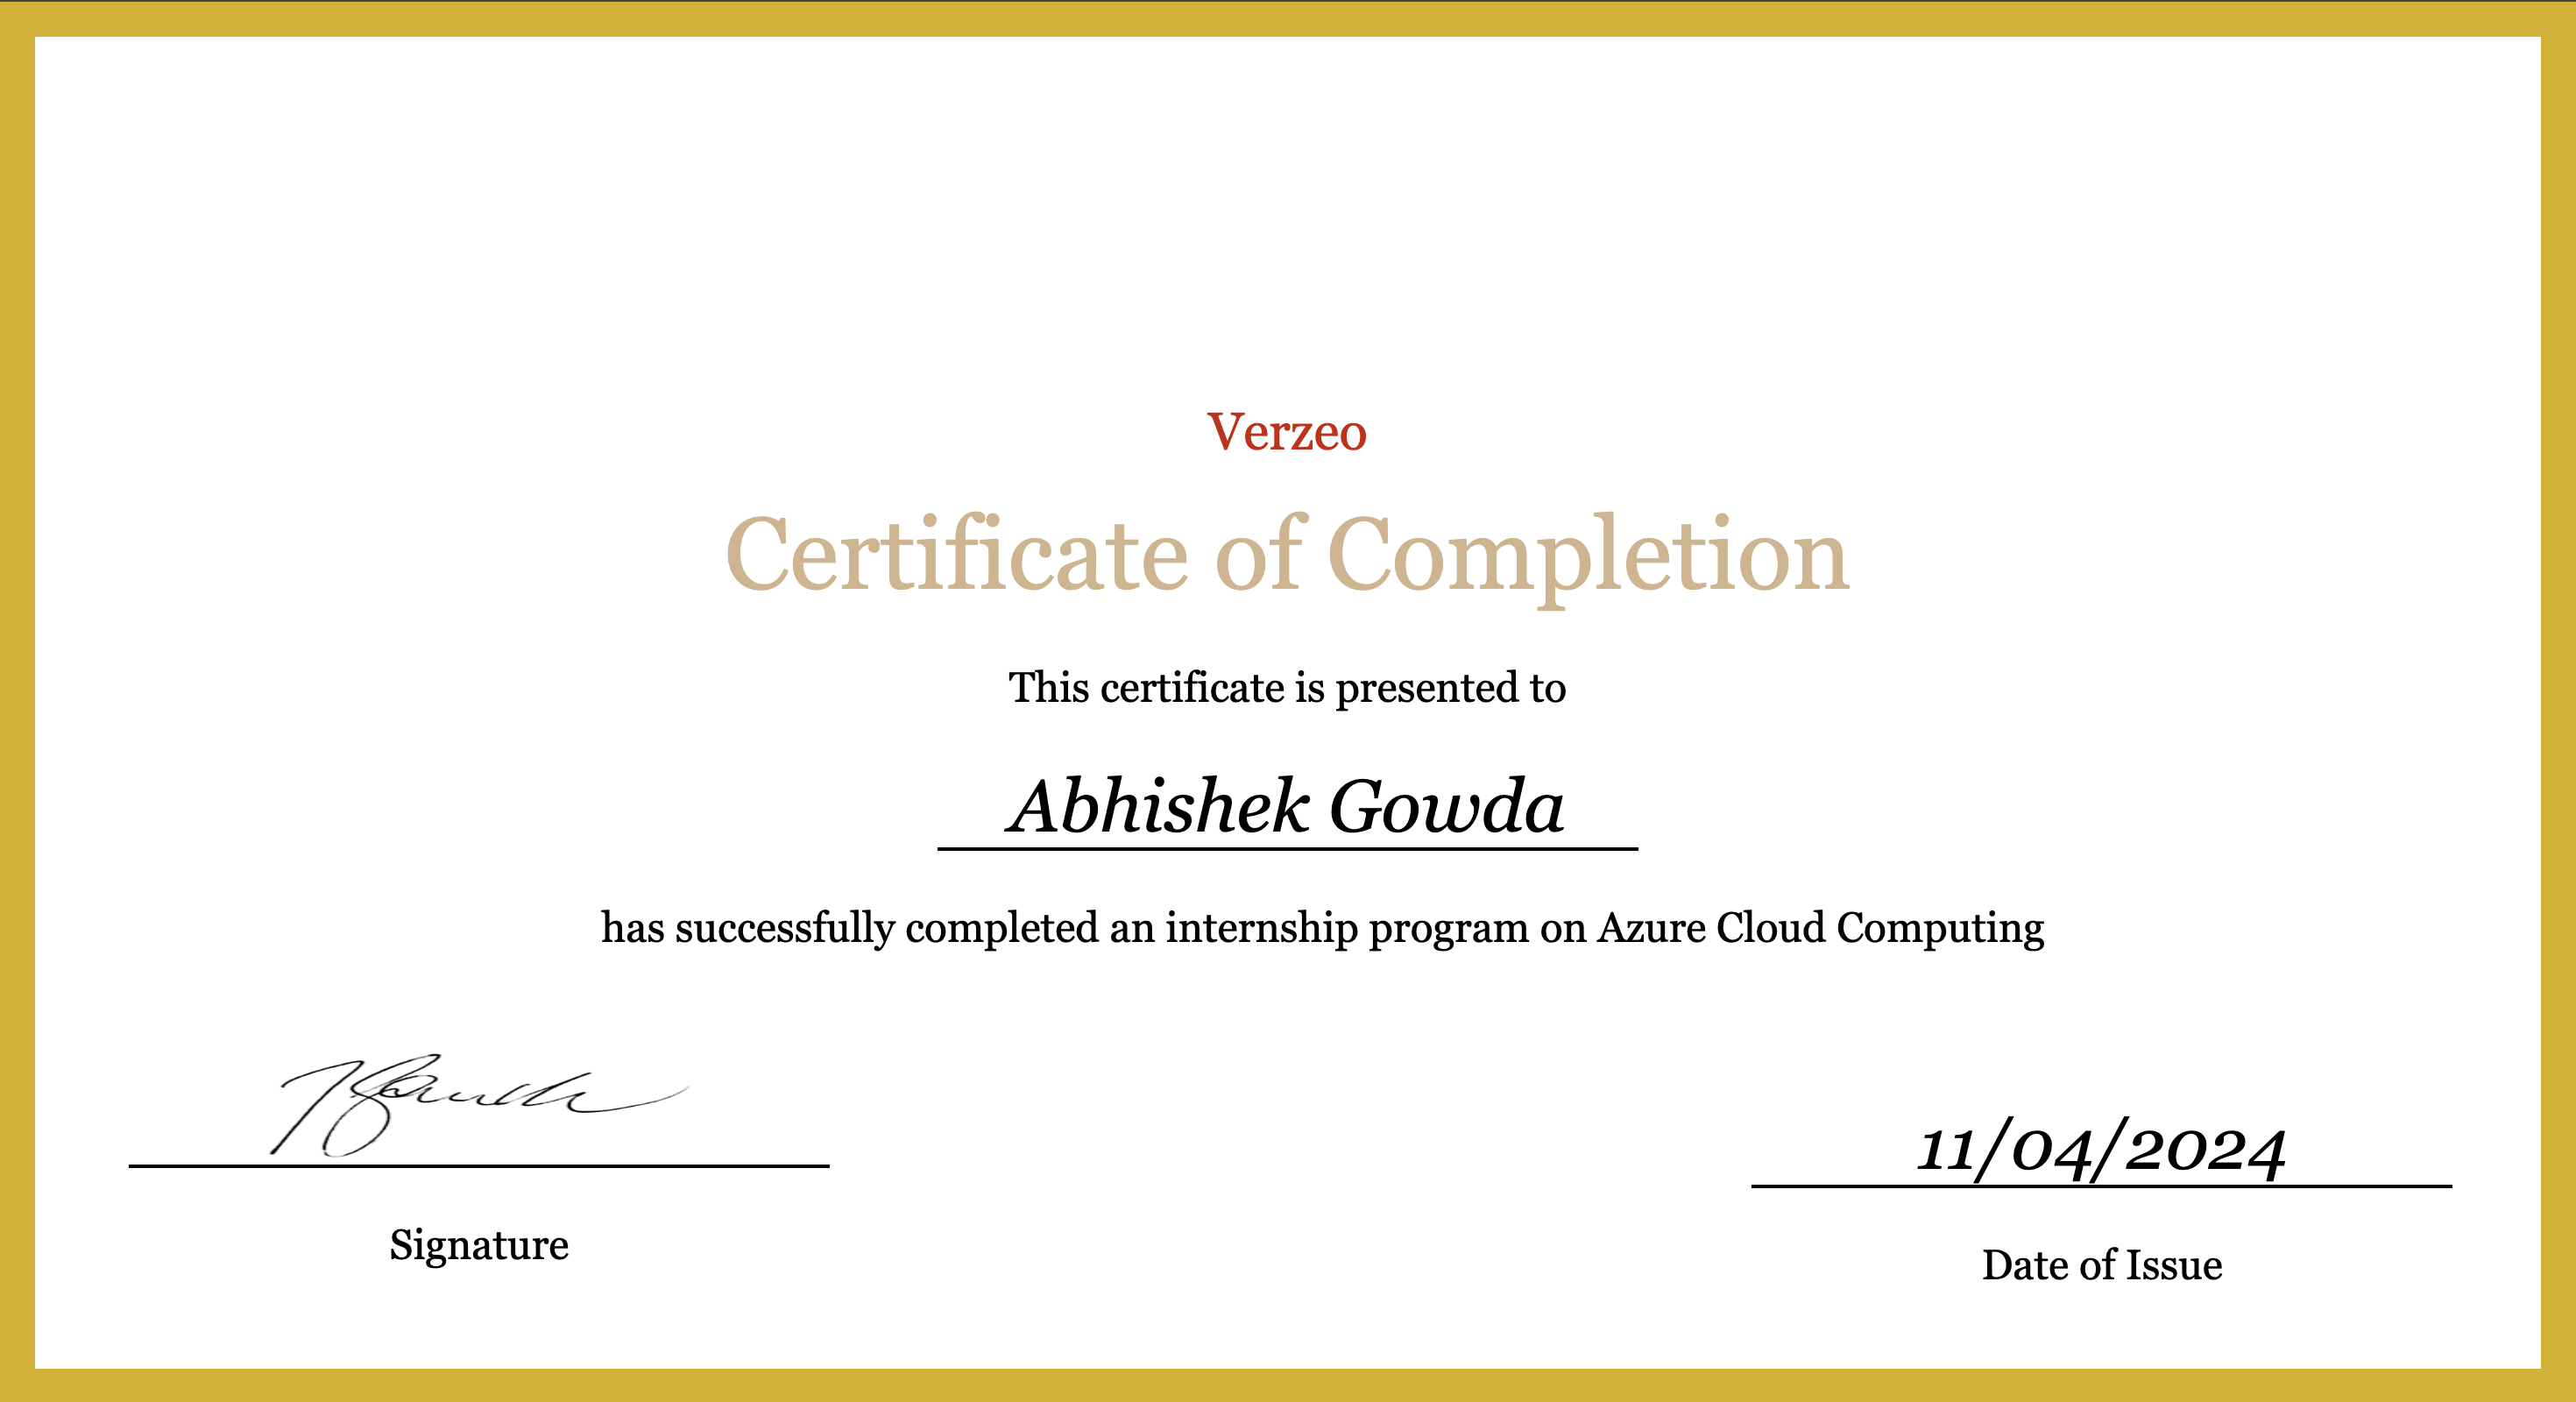 Verzeo
Certificate of Completion
This certificate is presented to
Abhishek Gowda
has successfully completed an internship program on Azure Cloud Computing
11/04/2024
Signature
Date of Issue